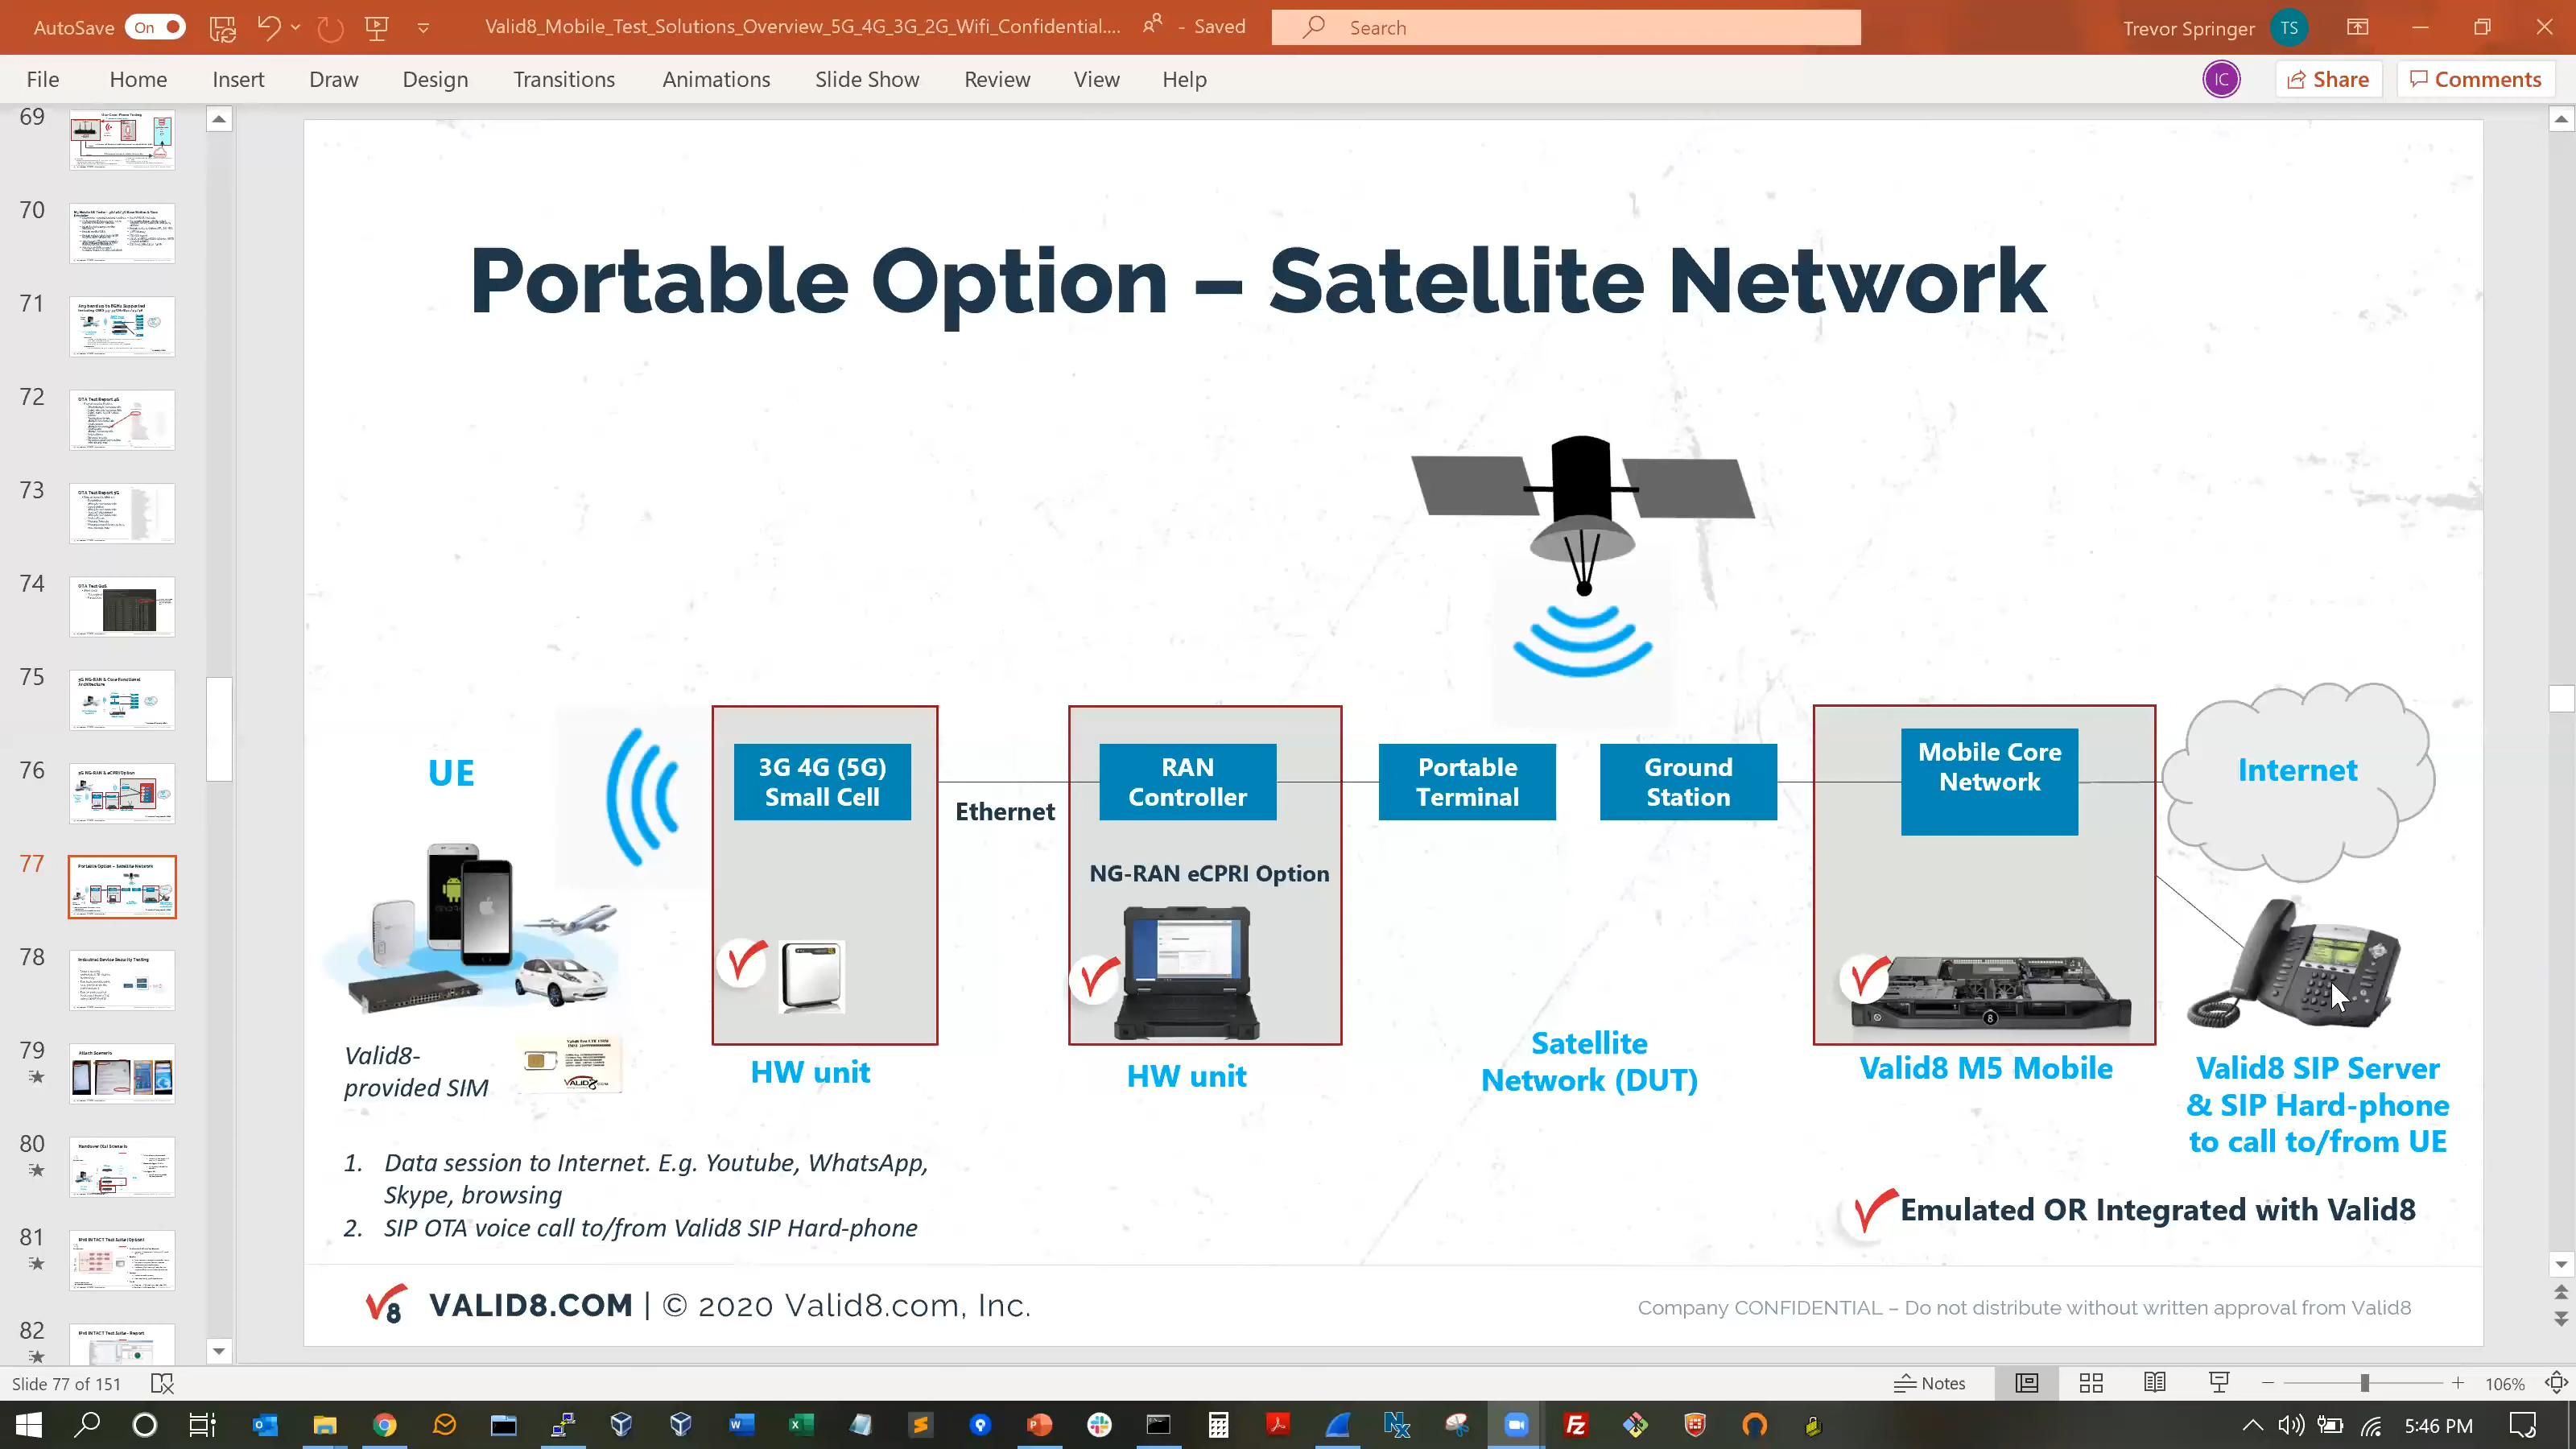 AutoSave On
Valid8_Mobile_Test_Solutions_Overview_5G_4G_3G_2G_Wifi_Confidential.... - Saved
Search
Trevor Springer TS
File Home Insert Draw Design Transitions Animations Slide Show Review View Help
IC Share Comments
69
70
71
72
73
74
75
76
77
78
79
80
81
82
Portable Option – Satellite Network
UE
3G 4G (5G)
Small Cell
Ethernet
RAN
Controller
NG-RAN eCPRI Option
Portable
Terminal
Ground
Station
Mobile Core
Network
Internet
Valid8-
provided SIM
HW unit
HW unit
Satellite
Network (DUT)
Valid8 M5 Mobile
Valid8 SIP Server
& SIP Hard-phone
to call to/from UE
1. Data session to Internet. E.g. Youtube, WhatsApp,
Skype, browsing
2. SIP OTA voice call to/from Valid8 SIP Hard-phone
Emulated OR Integrated with Valid8
8 VALID8.COM | © 2020 Valid8.com, Inc.
Company CONFIDENTIAL – Do not distribute without written approval from Valid8
Slide 77 of 151
Notes
106%
5:46 PM